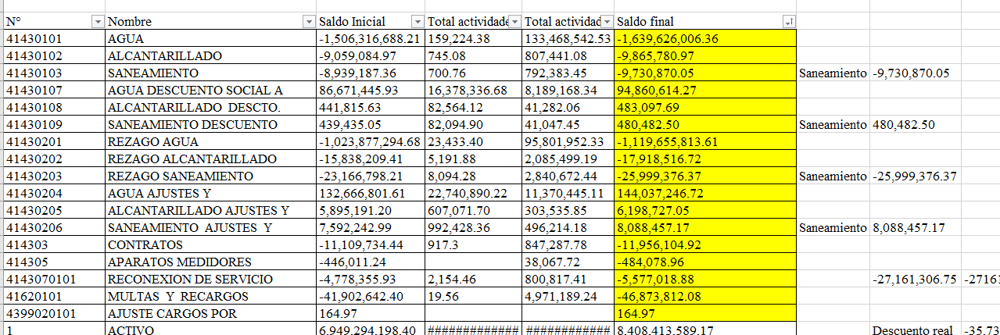 N° Nombre Saldo Inicial Total actividade Total actividad Saldo final
41430101 AGUA -1,506,316,688.21 159,224.38 133,468,542.53 -1,639,626,006.36
41430102 ALCANTARILLADO -9,059,084.97 745.08 807,441.08 -9,865,780.97
41430103 SANEAMIENTO -8,939,187.36 700.76 792,383.45 -9,730,870.05 Saneamiento -9,730,870.05
41430107 AGUA DESCUENTO SOCIAL A 86,671,445.93 16,378,336.68 8,189,168.34 94,860,614.27
41430108 ALCANTARILLADO DESCTO. 441,815.63 82,564.12 41,282.06 483,097.69
41430109 SANEAMIENTO DESCUENTO 439,435.05 82,094.90 41,047.45 480,482.50 Saneamiento 480,482.50
41430201 REZAGO AGUA -1,023,877,294.68 23,433.40 95,801,952.33 -1,119,655,813.61
41430202 REZAGO ALCANTARILLADO -15,838,209.41 5,191.88 2,085,499.19 -17,918,516.72
41430203 REZAGO SANEAMIENTO -23,166,798.21 8,094.28 2,840,672.44 -25,999,376.37 Saneamiento -25,999,376.37
41430204 AGUA AJUSTES Y 132,666,801.61 22,740,890.22 11,370,445.11 144,037,246.72
41430205 ALCANTARILLADO AJUSTES Y 5,895,191.20 607,071.70 303,535.85 6,198,727.05
41430206 SANEAMIENTO AJUSTES Y 7,592,242.99 992,428.36 496,214.18 8,088,457.17 Saneamiento 8,088,457.17
414303 CONTRATOS -11,109,734.44 917.3 847,287.78 -11,956,104.92
414305 APARATOS MEDIDORES -446,011.24 38,067.72 -484,078.96
4143070101 RECONEXION DE SERVICIO -4,778,355.93 2,154.46 800,817.41 -5,577,018.88 -27,161,306.75 -27161
41620101 MULTAS Y RECARGOS -41,902,642.40 19.56 4,971,189.24 -46,873,812.08
4399020101 AJUSTE CARGOS POR 164.97 164.97
1 ACTIVO 6,949,294,198.40 ############# ############ 8,408,413,589.17 Descuento real -35,73